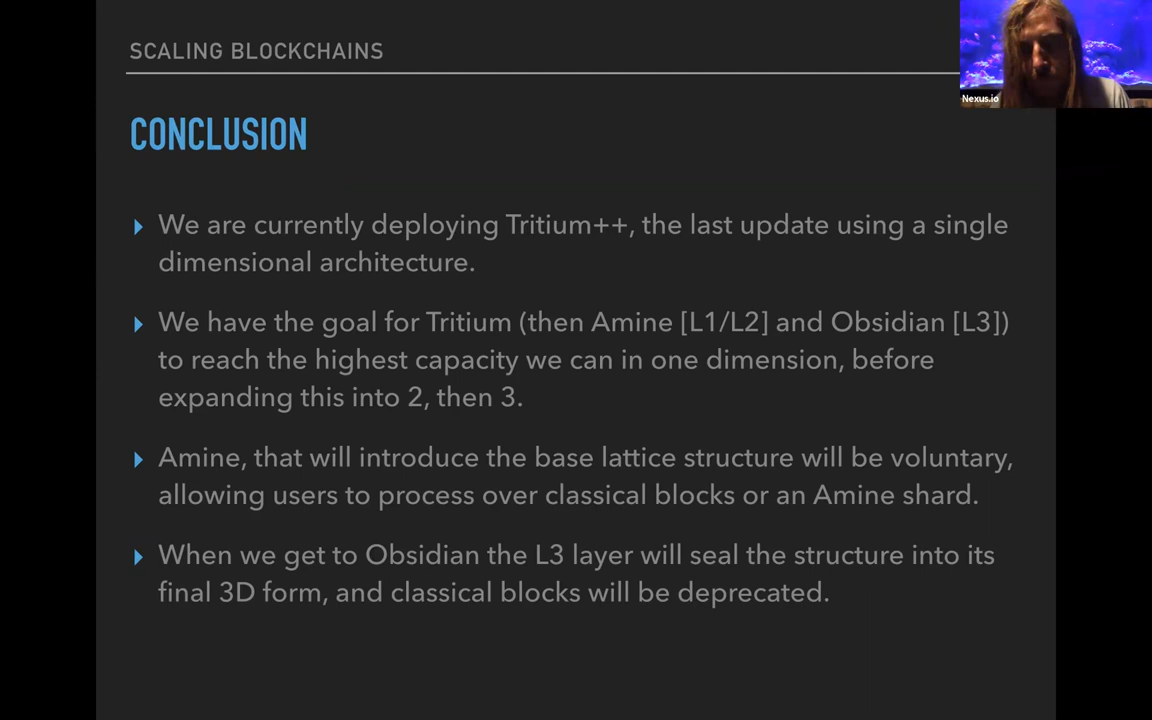 SCALING BLOCKCHAINS
Nexus.io
CONCLUSION
We are currently deploying Tritium++, the last update using a single
dimensional architecture.
We have the goal for Tritium (then Amine [L1/L2] and Obsidian [L3])
to reach the highest capacity we can in one dimension, before
expanding this into 2, then 3.
Amine, that will introduce the base lattice structure will be voluntary,
allowing users to process over classical blocks or an Amine shard.
When we get to Obsidian the L3 layer will seal the structure into its
final 3D form, and classical blocks will be deprecated.